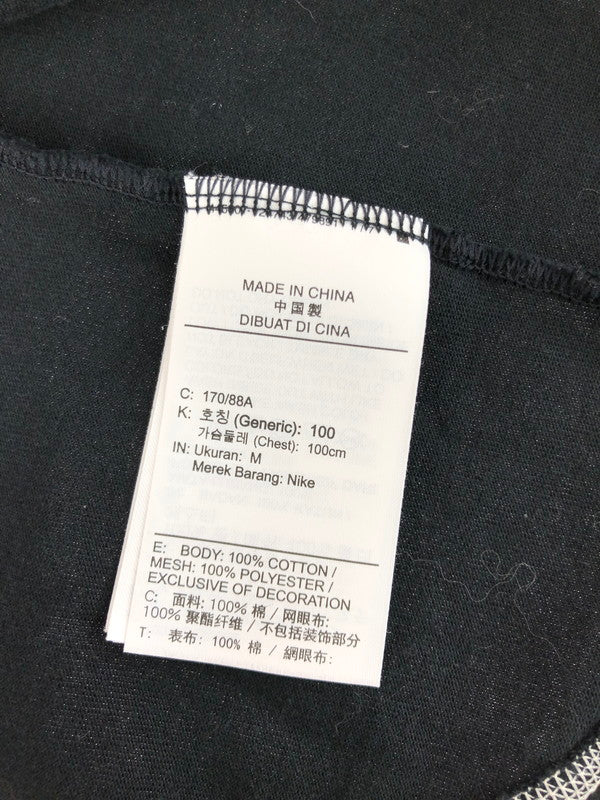 MADE IN CHINA
中国製
DIBUAT DI CINA
C: 170/88A
K: 호칭 (Generic): 100
가슴둘레 (Chest): 100cm
IN: Ukuran: M
Merek Barang: Nike
E: BODY: 100% COTTON /
MESH: 100% POLYESTER /
EXCLUSIVE OF DECORATION
C: 面料: 100% 棉 / 网眼布:
100% 聚酯纤维 / 不包括装饰部分
T: 表布: 100% 棉 / 網眼布: